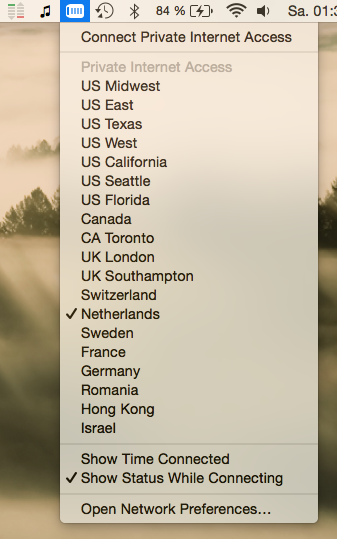 84 % Sa. 01:3
Connect Private Internet Access
Private Internet Access
US Midwest
US East
US Texas
US West
US California
US Seattle
US Florida
Canada
CA Toronto
UK London
UK Southampton
Switzerland
Netherlands
Sweden
France
Germany
Romania
Hong Kong
Israel
Show Time Connected
Show Status While Connecting
Open Network Preferences…